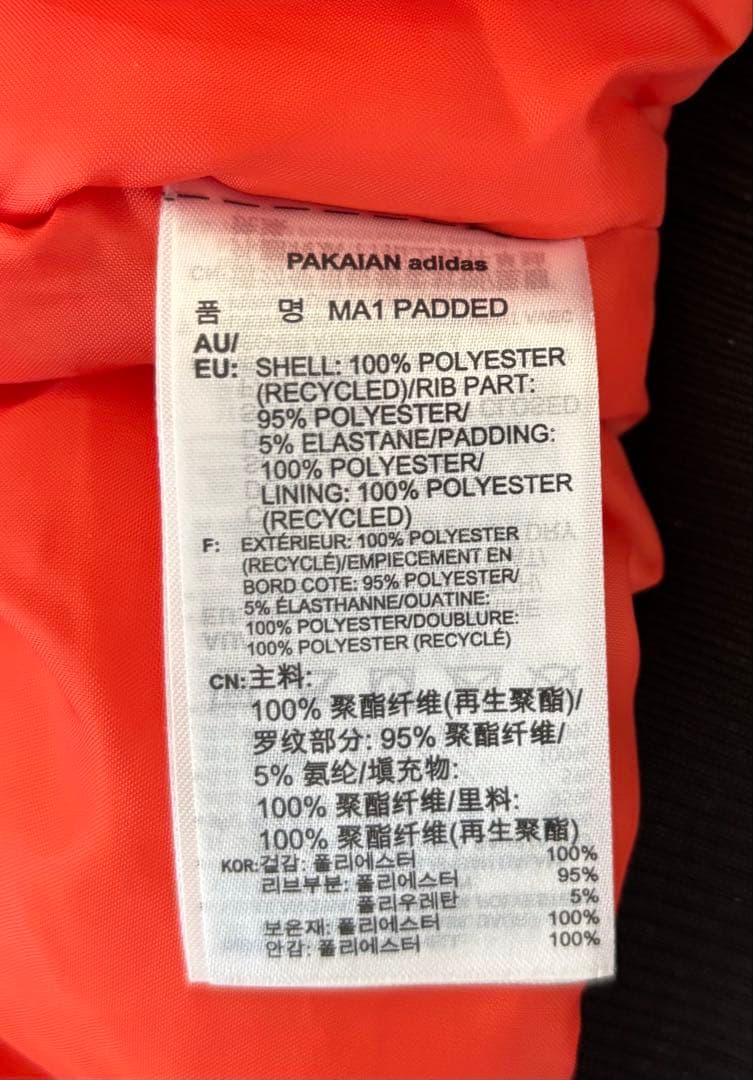 PAKAIAN adidas
품 명 MA1 PADDED
AU/
EU: SHELL: 100% POLYESTER
(RECYCLED)/RIB PART:
95% POLYESTER/
5% ELASTANE/PADDING:
100% POLYESTER/
LINING: 100% POLYESTER
(RECYCLED)
F: EXTÉRIEUR: 100% POLYESTER
(RECYCLÉ)/EMPIECEMENT EN
BORD COTE: 95% POLYESTER/
5% ÉLASTHANNE/OUATINE:
100% POLYESTER/DOUBLURE:
100% POLYESTER (RECYCLÉ)
CN: 主料:
100% 聚酯纤维(再生聚酯)/
罗纹部分: 95% 聚酯纤维/
5% 氨纶/填充物:
100% 聚酯纤维/里料:
100% 聚酯纤维(再生聚酯)
KOR: 겉감: 폴리에스터 100%
리브부분: 폴리에스터 95%
폴리우레탄 5%
보온재: 폴리에스터 100%
안감: 폴리에스터 100%